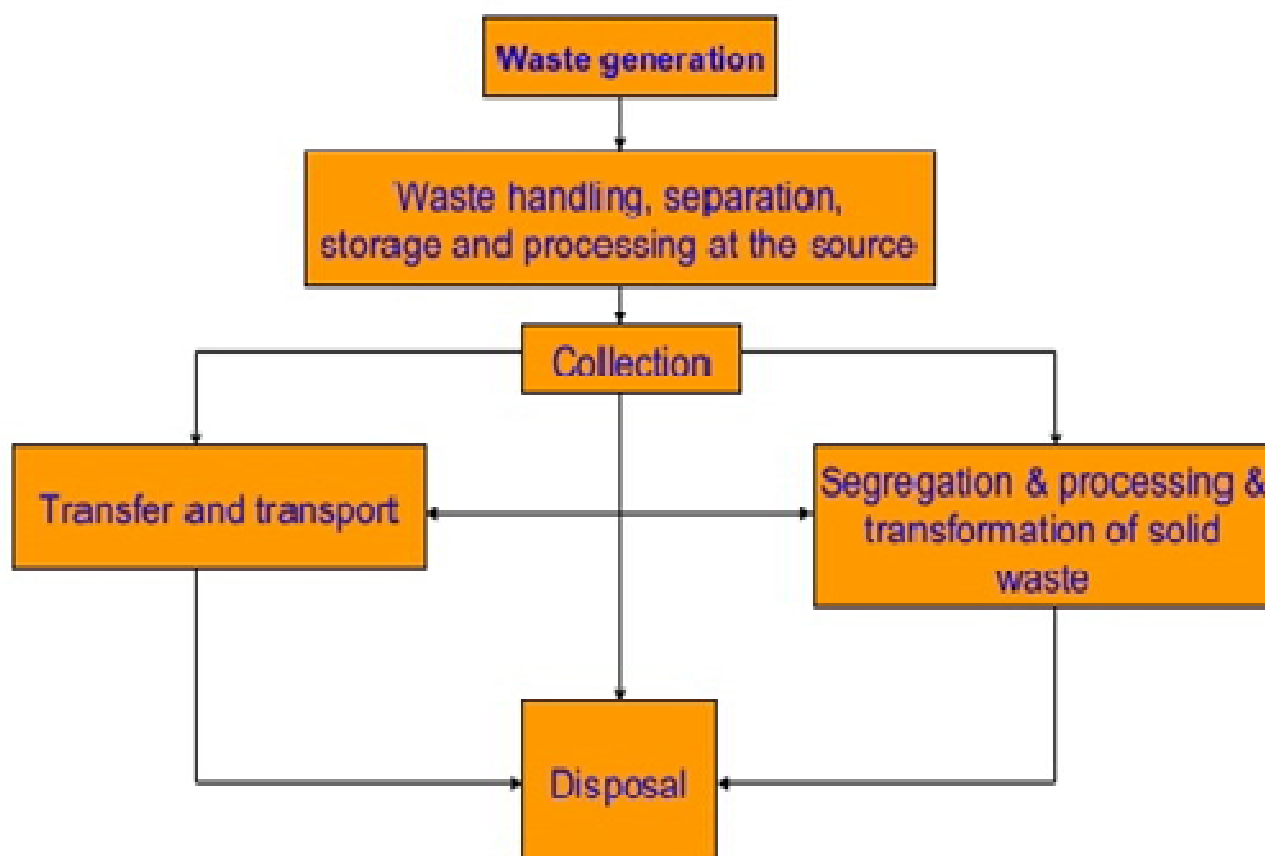 Waste generation
Waste handling, separation,
storage and processing at the source
Collection
Transfer and transport
Segregation & processing &
transformation of solid
waste
Disposal